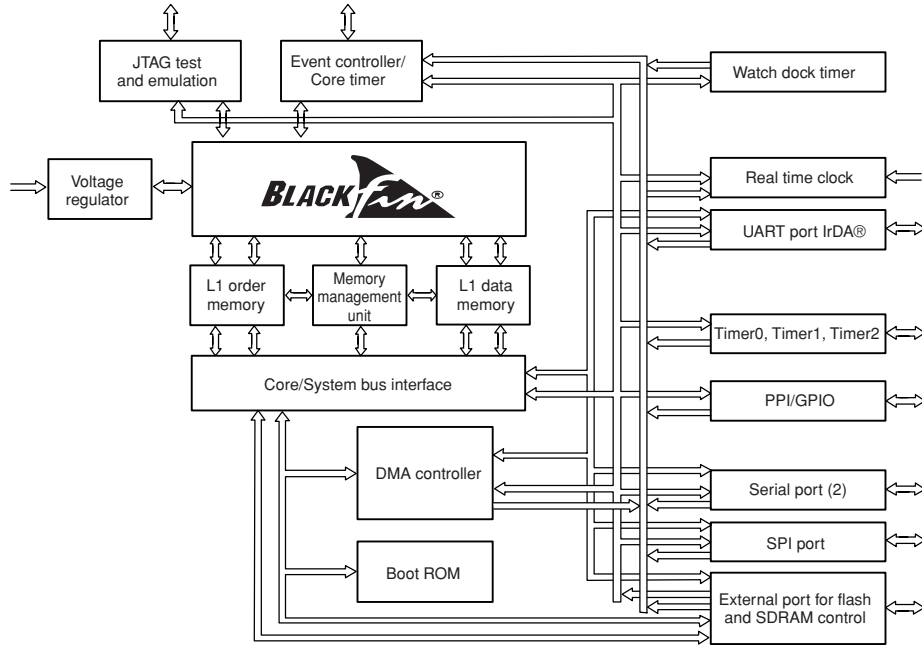 JTAG test
and emulation
Event controller/
Core timer
Watch dock timer
Voltage
regulator
BLACKfin®
Real time clock
UART port IrDA®
L1 order
memory
Memory
management
unit
L1 data
memory
Timer0, Timer1, Timer2
Core/System bus interface
PPI/GPIO
DMA controller
Serial port (2)
SPI port
Boot ROM
External port for flash
and SDRAM control